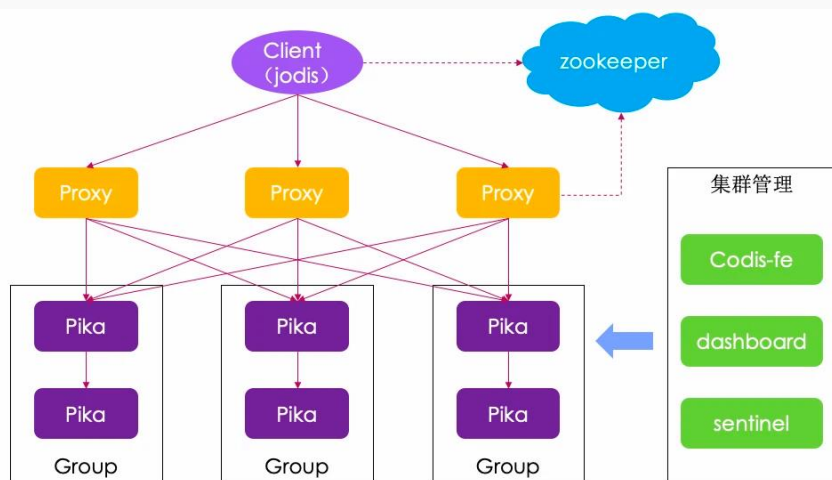 Client
（jodis）
zookeeper
Proxy
Proxy
Proxy
集群管理
Codis-fe
Pika
Pika
Pika
dashboard
Pika
Pika
Pika
sentinel
Group
Group
Group